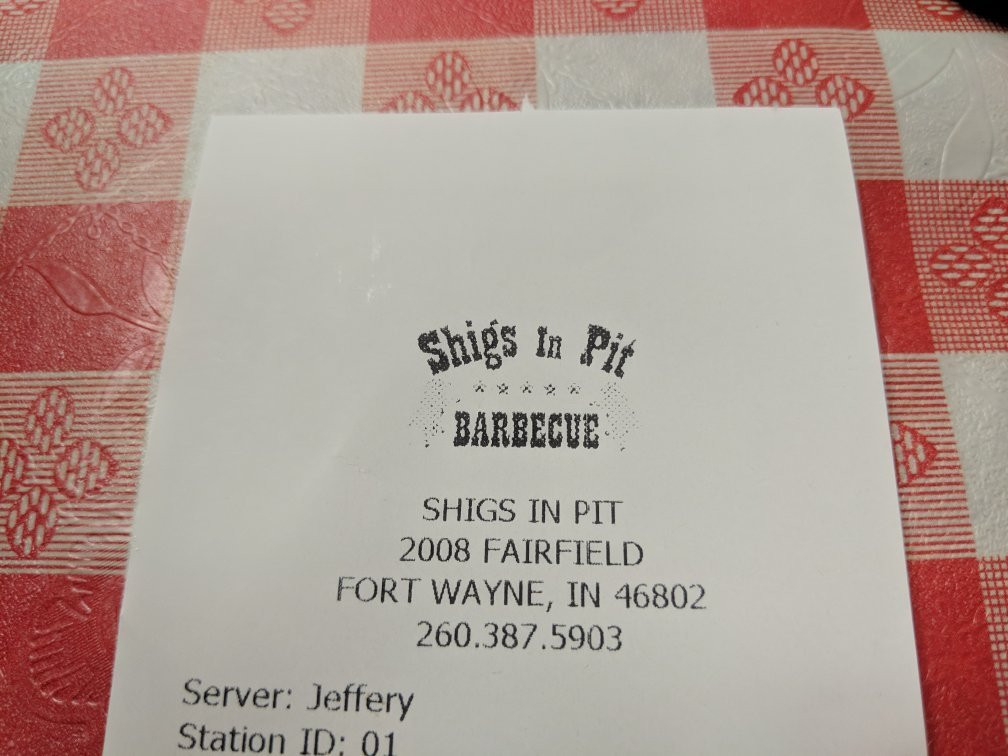 Shigs In Pit
BARBECUE
SHIGS IN PIT
2008 FAIRFIELD
FORT WAYNE, IN 46802
260.387.5903
Server: Jeffery
Station ID: 01